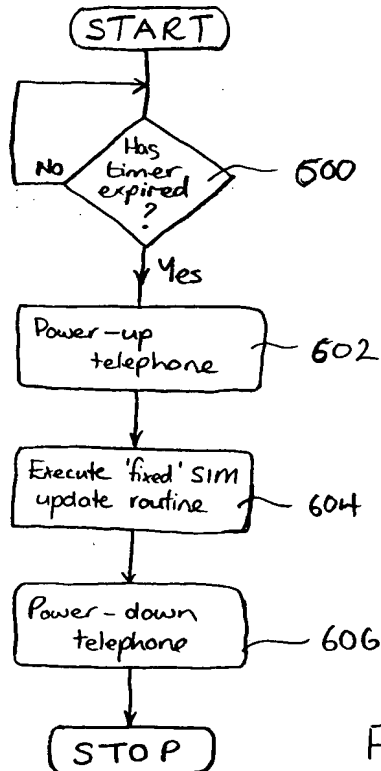 START
Has
timer
expired
?
No
600
Yes
Power-up
telephone
602
Execute 'fixed' SIM
update routine
604
Power-down
telephone
606
STOP
F